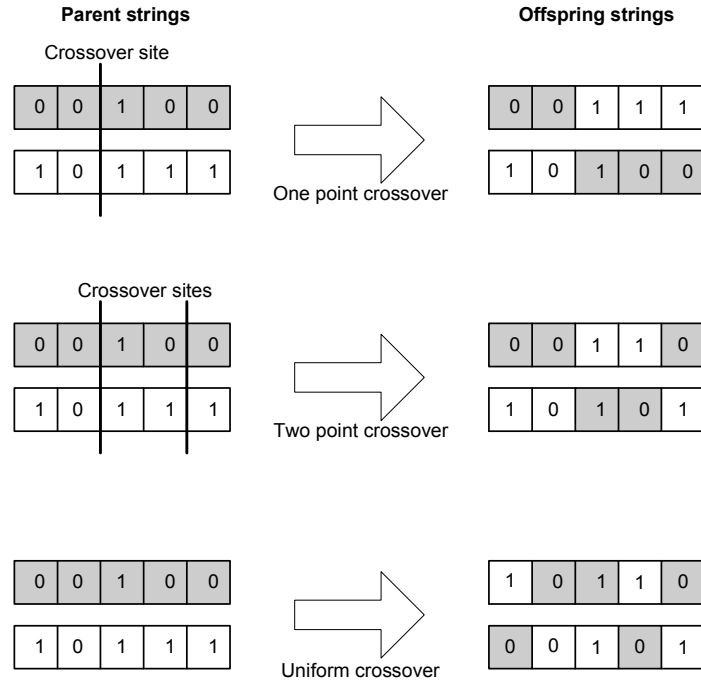 Parent strings Offspring strings
Crossover site
0 0 1 0 0 0 0 1 1 1
1 0 1 1 1 1 0 1 0 0
One point crossover
Crossover sites
0 0 1 0 0 0 0 1 1 0
1 0 1 1 1 1 0 1 0 1
Two point crossover
0 0 1 0 0 1 0 1 1 0
1 0 1 1 1 0 0 1 0 1
Uniform crossover